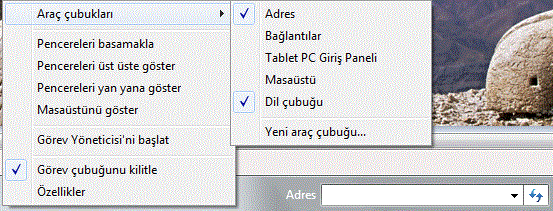 Araç çubukları
Pencereleri basamakla
Pencereleri üst üste göster
Pencereleri yan yana göster
Masaüstünü göster
Görev Yöneticisi'ni başlat
Görev çubuğunu kilitle
Özellikler
Adres
Bağlantılar
Tablet PC Giriş Paneli
Masaüstü
Dil çubuğu
Yeni araç çubuğu...
Adres